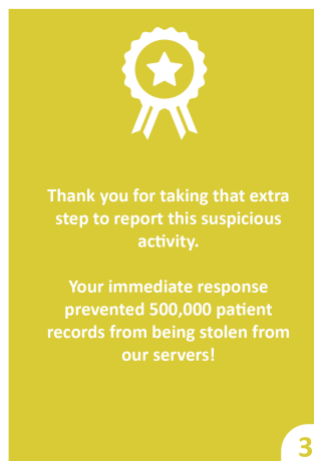 Thank you for taking that extra
step to report this suspicious
activity.
Your immediate response
prevented 500,000 patient
records from being stolen from
our servers!
3